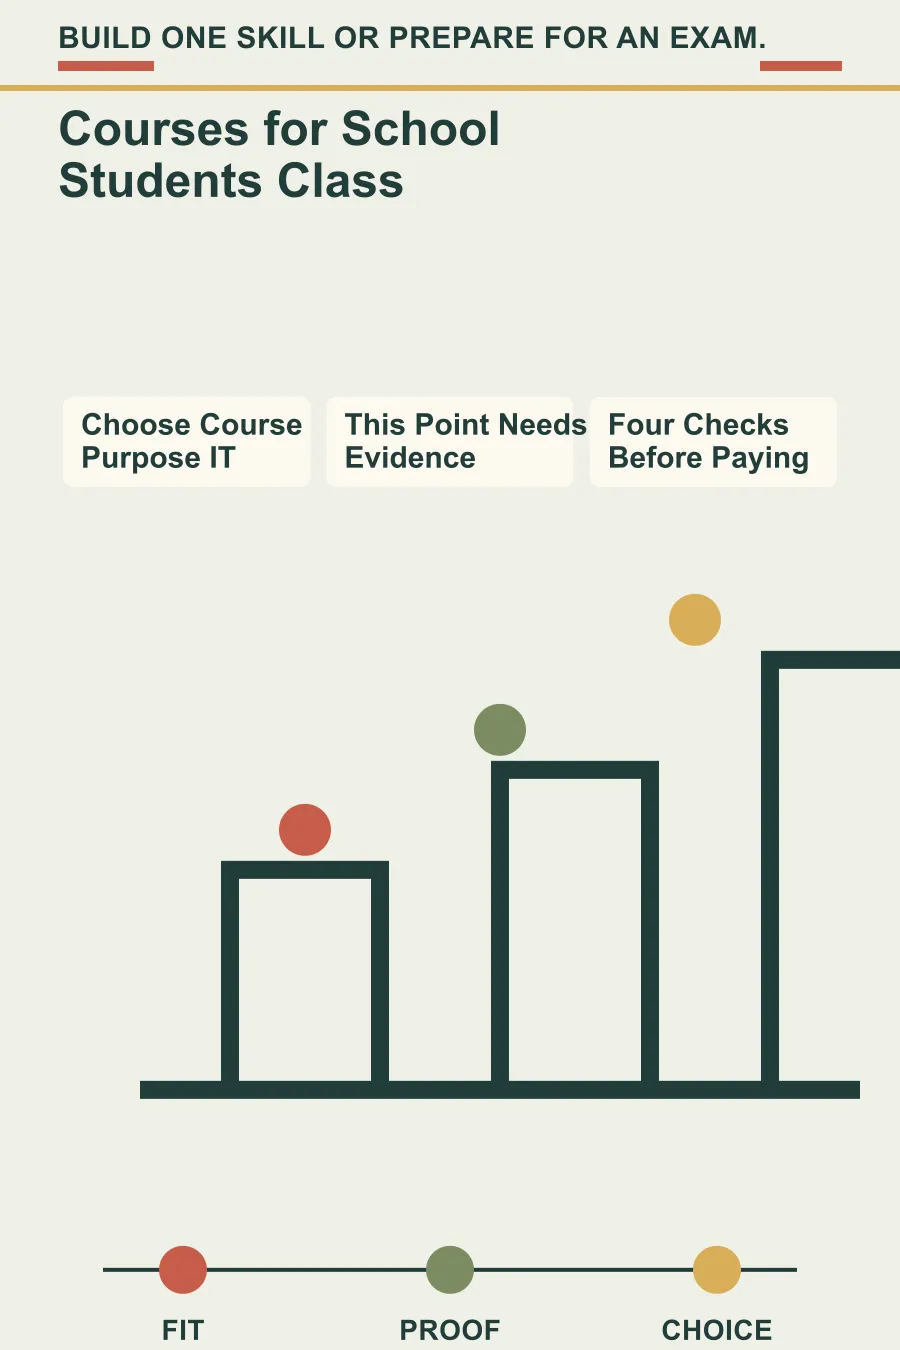 BUILD ONE SKILL OR PREPARE FOR AN EXAM.
Courses for School
Students Class
Choose Course
Purpose IT
This Point Needs
Evidence
Four Checks
Before Paying
FIT
PROOF
CHOICE